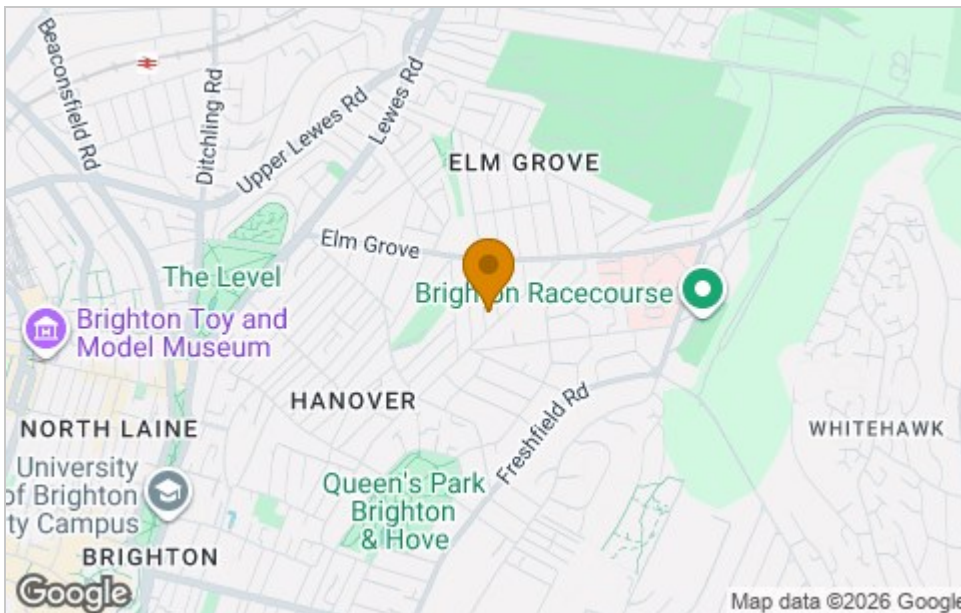 Beaconsfield Rd
Ditchling Rd
Upper Lewes Rd
Lewes Rd
ELM GROVE
Elm Grove
The Level
Brighton Racecourse
Brighton Toy and
Model Museum
HANOVER
NORTH LAINE
Freshfield Rd
WHITEHAWK
University
of Brighton
ty Campus
Queen's Park
Brighton
& Hove
BRIGHTON
Google
Map data ©2026 Google